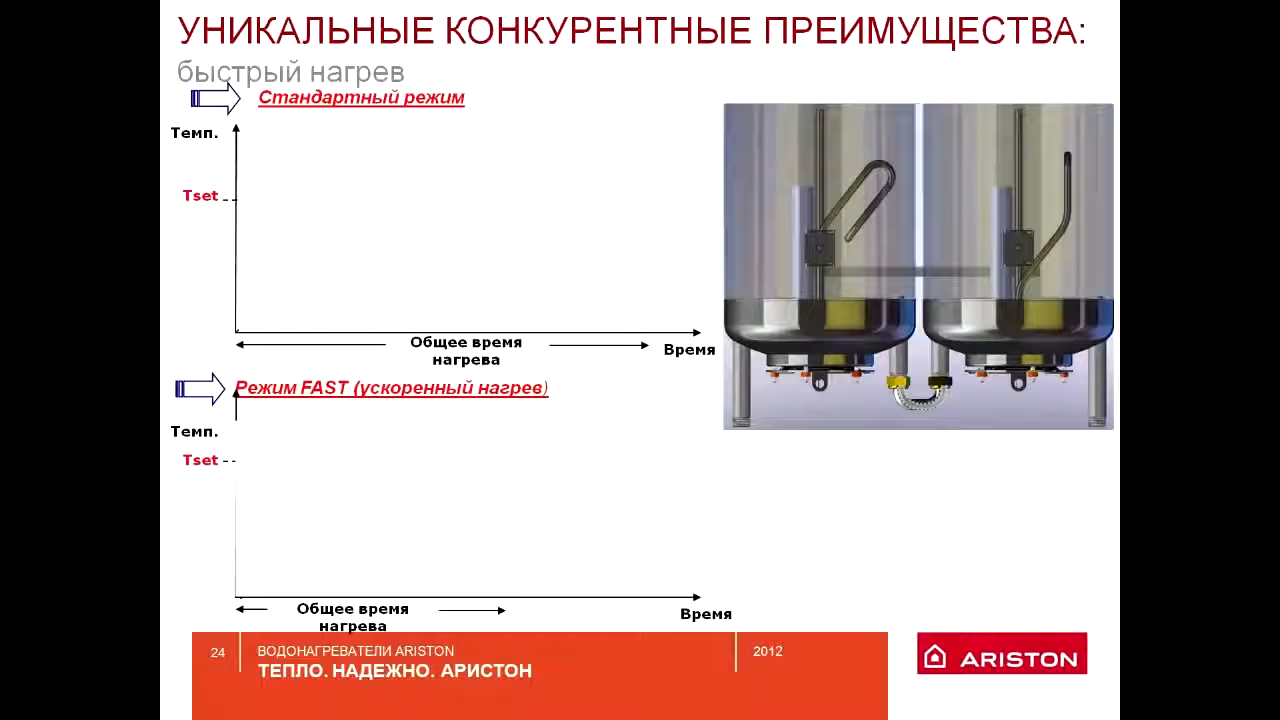 УНИКАЛЬНЫЕ КОНКУРЕНТНЫЕ ПРЕИМУЩЕСТВА:
быстрый нагрев
Стандартный режим
Темп.
Tset
Общее время
нагрева
Время
Режим FAST (ускоренный нагрев)
Темп.
Tset
Общее время
нагрева
Время
24
ВОДОНАГРЕВАТЕЛИ ARISTON
ТЕПЛО. НАДЕЖНО. АРИСТОН
2012
ARISTON